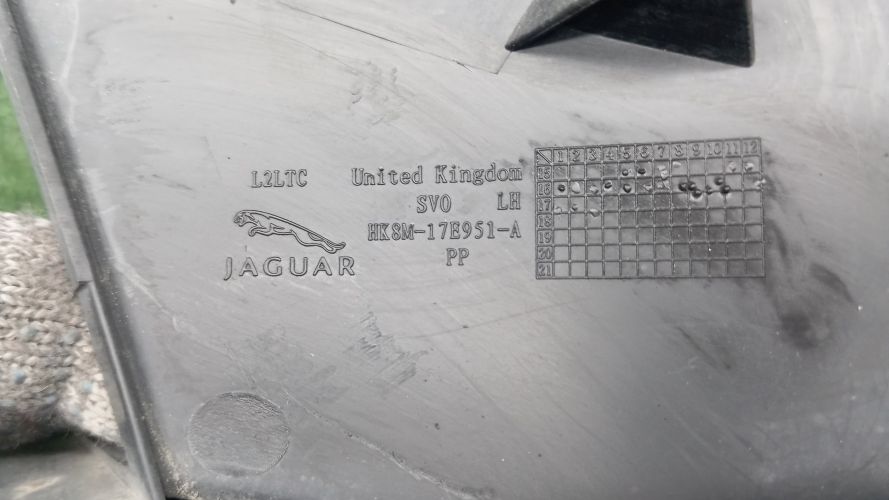 L2LTC United Kingdom
SVO LH
HK8M-17E951-A
PP
JAGUAR
1 2 3 4 5 6 7 8 9 10 11 12
15
16
17
18
19
20
21